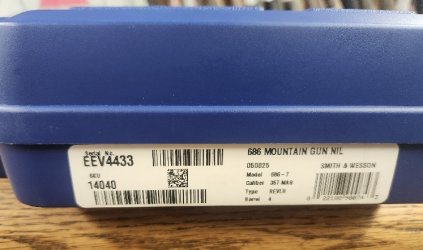 Serial No.
EEV4433
SKU
14040
686 MOUNTAIN GUN NIL
050825 SMITH & WESSON
Model 686-7
Caliber .357 MAG
Type REVLR
Barrel 4